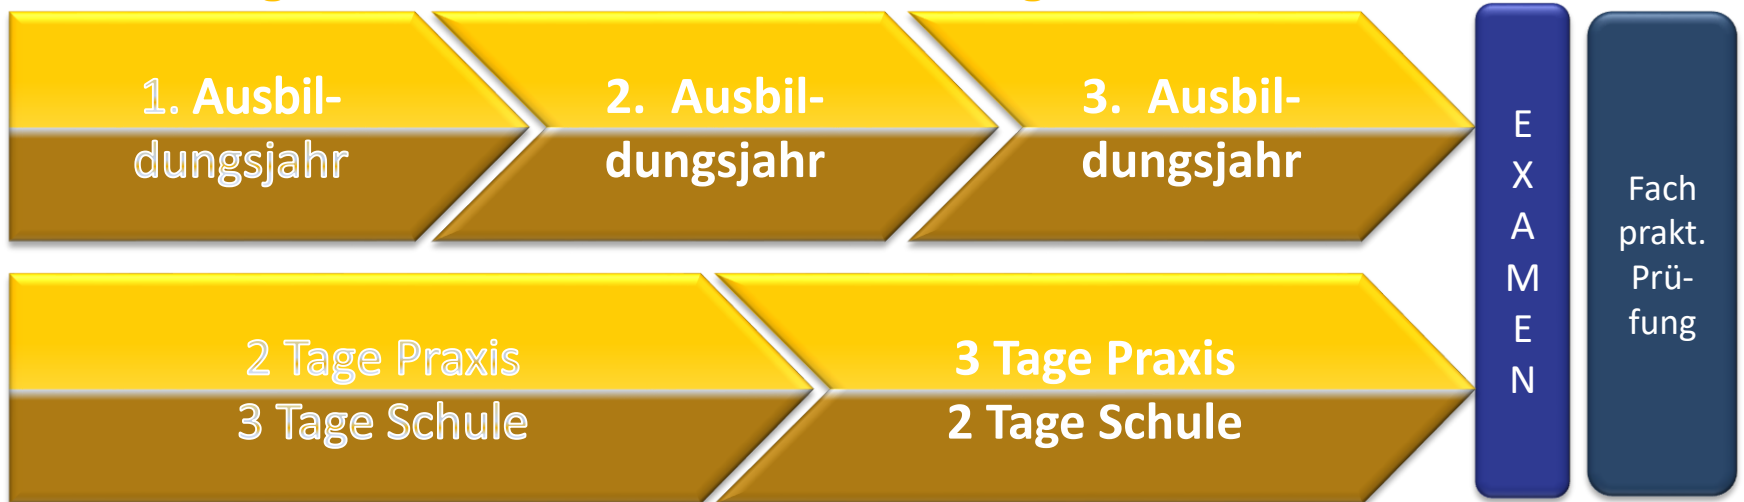 1. Ausbil-
dungsjahr
2. Ausbil-
dungsjahr
3. Ausbil-
dungsjahr
2 Tage Praxis
3 Tage Schule
3 Tage Praxis
2 Tage Schule
E
X
A
M
E
N
Fach
prakt.
Prü-
fung